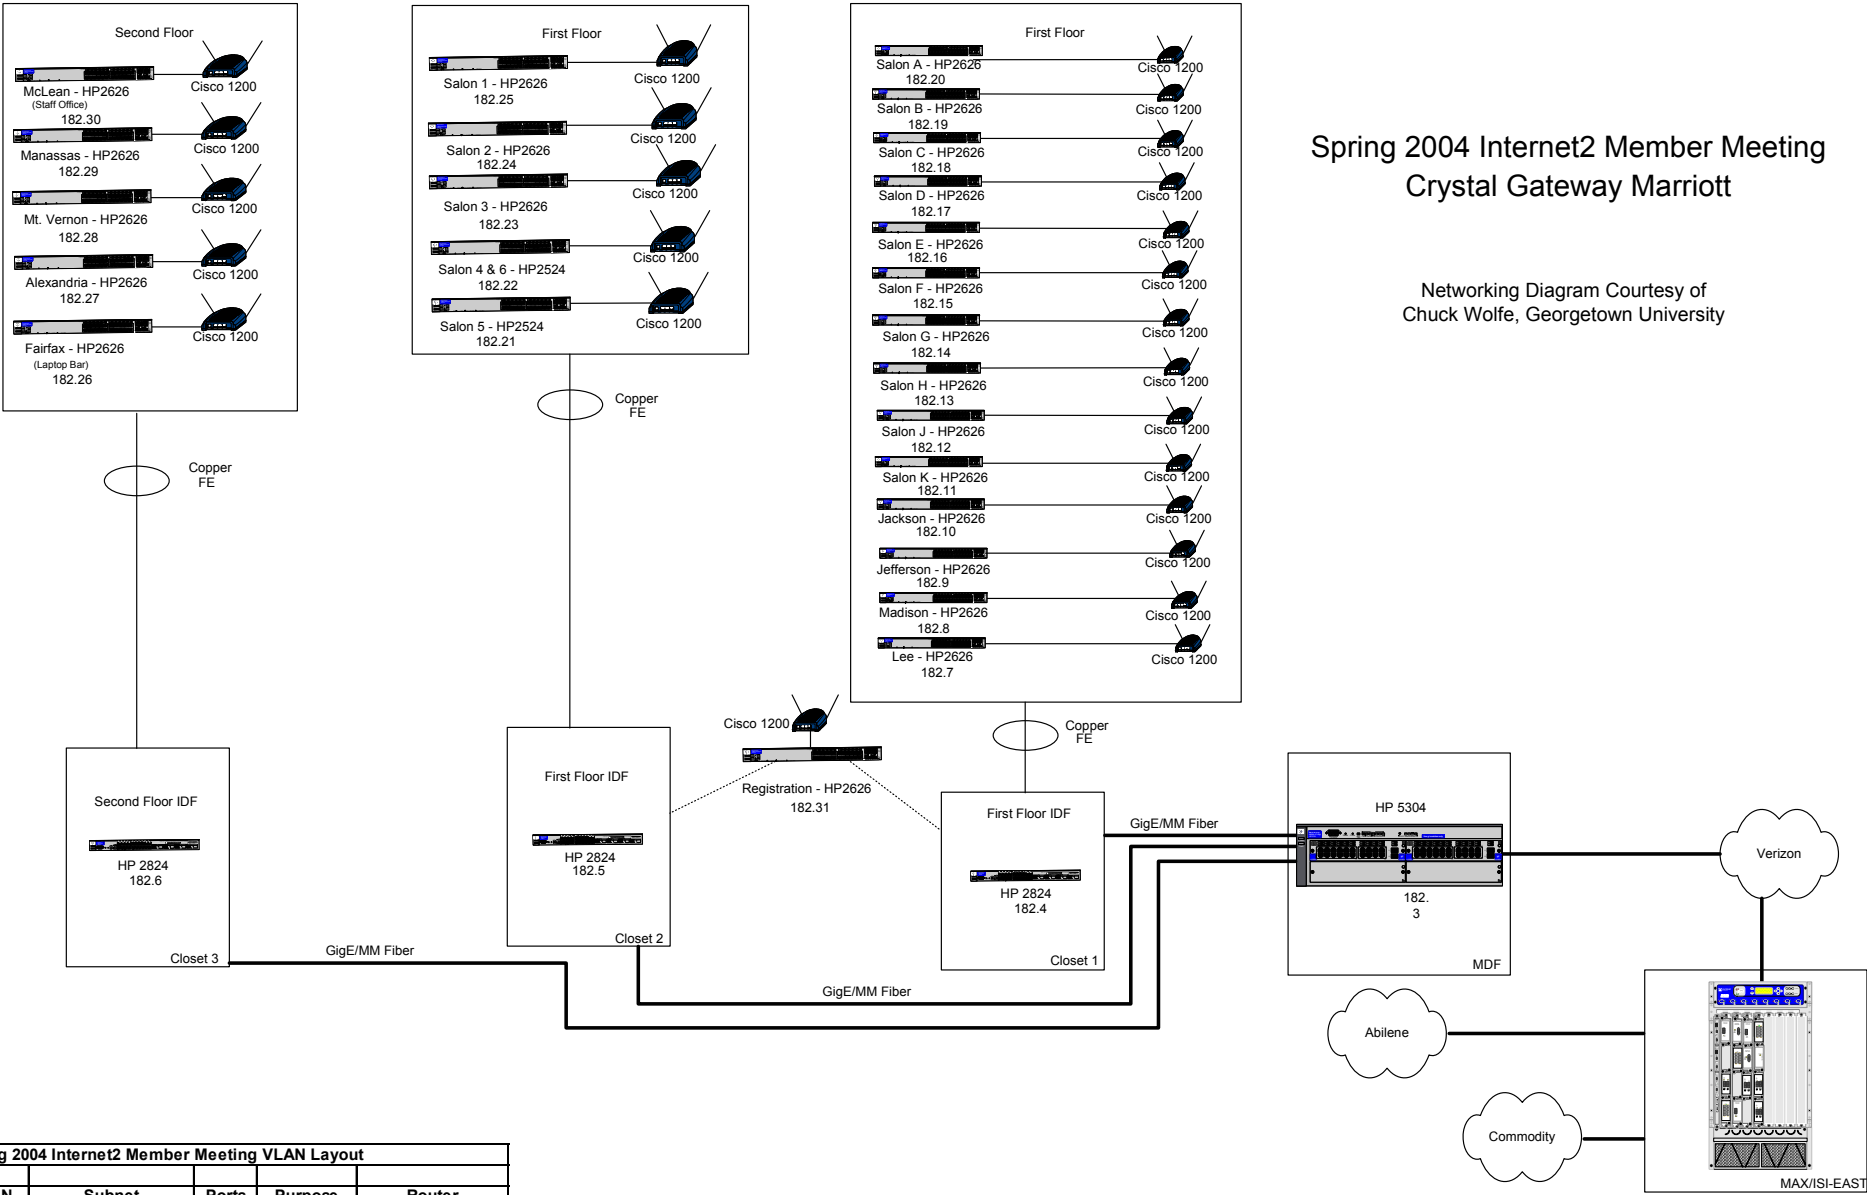 Second Floor
McLean - HP2626
(Staff Office)
182.30
Cisco 1200
Manassas - HP2626
182.29
Cisco 1200
Mt. Vernon - HP2626
182.28
Cisco 1200
Alexandria - HP2626
182.27
Cisco 1200
Fairfax - HP2626
(Laptop Bar)
182.26
Cisco 1200
First Floor
Salon 1 - HP2626
182.25
Cisco 1200
Salon 2 - HP2626
182.24
Cisco 1200
Salon 3 - HP2626
182.23
Cisco 1200
Salon 4 & 6 - HP2524
182.22
Cisco 1200
Salon 5 - HP2524
182.21
Cisco 1200
First Floor
Salon A - HP2626
182.20
Cisco 1200
Salon B - HP2626
182.19
Cisco 1200
Salon C - HP2626
182.18
Cisco 1200
Salon D - HP2626
182.17
Cisco 1200
Salon E - HP2626
182.16
Cisco 1200
Salon F - HP2626
182.15
Cisco 1200
Salon G - HP2626
182.14
Cisco 1200
Salon H - HP2626
182.13
Cisco 1200
Salon J - HP2626
182.12
Cisco 1200
Salon K - HP2626
182.11
Cisco 1200
Jackson - HP2626
182.10
Cisco 1200
Jefferson - HP2626
182.9
Cisco 1200
Madison - HP2626
182.8
Cisco 1200
Lee - HP2626
182.7
Cisco 1200
Spring 2004 Internet2 Member Meeting
Crystal Gateway Marriott
Networking Diagram Courtesy of
Chuck Wolfe, Georgetown University
Copper
FE
Copper
FE
Copper
FE
Second Floor IDF
HP 2824
182.6
Closet 3
First Floor IDF
HP 2824
182.5
Closet 2
Cisco 1200
Registration - HP2626
182.31
First Floor IDF
HP 2824
182.4
Closet 1
GigE/MM Fiber
GigE/MM Fiber
GigE/MM Fiber
HP 5304
182.
3
MDF
Verizon
Abilene
Commodity
MAX/ISI-EAST
g 2004 Internet2 Member Meeting VLAN Layout
N Subnet Ports Purpose Router